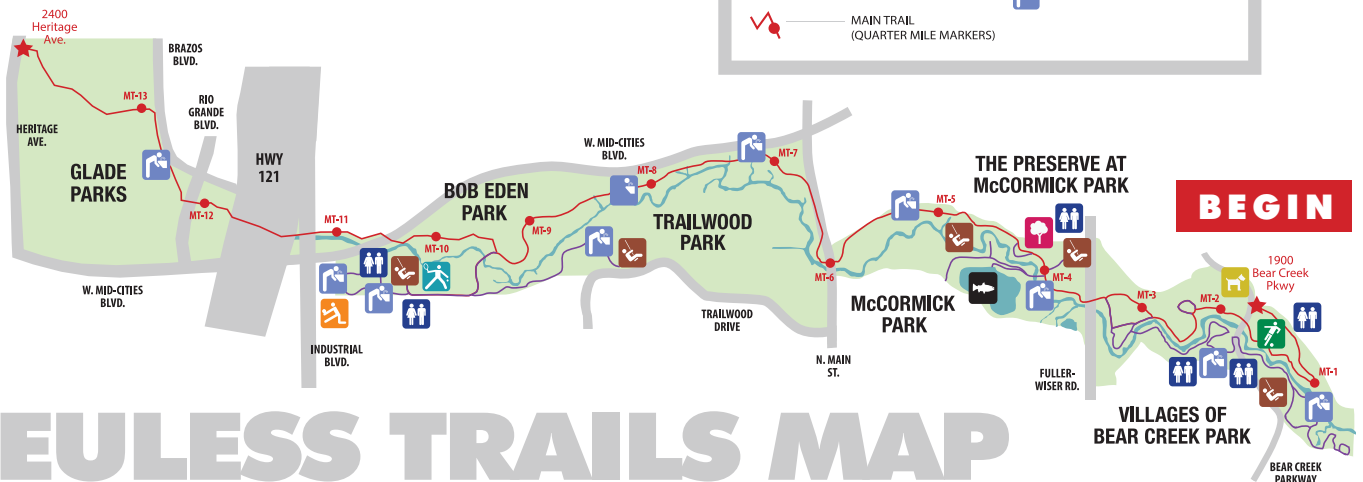 MAIN TRAIL
(QUARTER MILE MARKERS)
2400
Heritage
Ave.
BRAZOS
BLVD.
MT-13
RIO
GRANDE
BLVD.
HERITAGE
AVE.
GLADE
PARKS
HWY
121
MT-12
W. MID-CITIES
BLVD.
MT-11
BOB EDEN
PARK
MT-10
MT-9
INDUSTRIAL
BLVD.
W. MID-CITIES
BLVD.
MT-8
MT-7
TRAILWOOD
PARK
TRAILWOOD
DRIVE
MT-6
N. MAIN
ST.
THE PRESERVE AT
McCORMICK PARK
MT-5
MT-4
McCORMICK
PARK
FULLER-
WISER RD.
BEGIN
1900
Bear Creek
Pkwy
MT-3
MT-2
MT-1
VILLAGES OF
BEAR CREEK PARK
BEAR CREEK
PARKWAY
EULESS TRAILS MAP